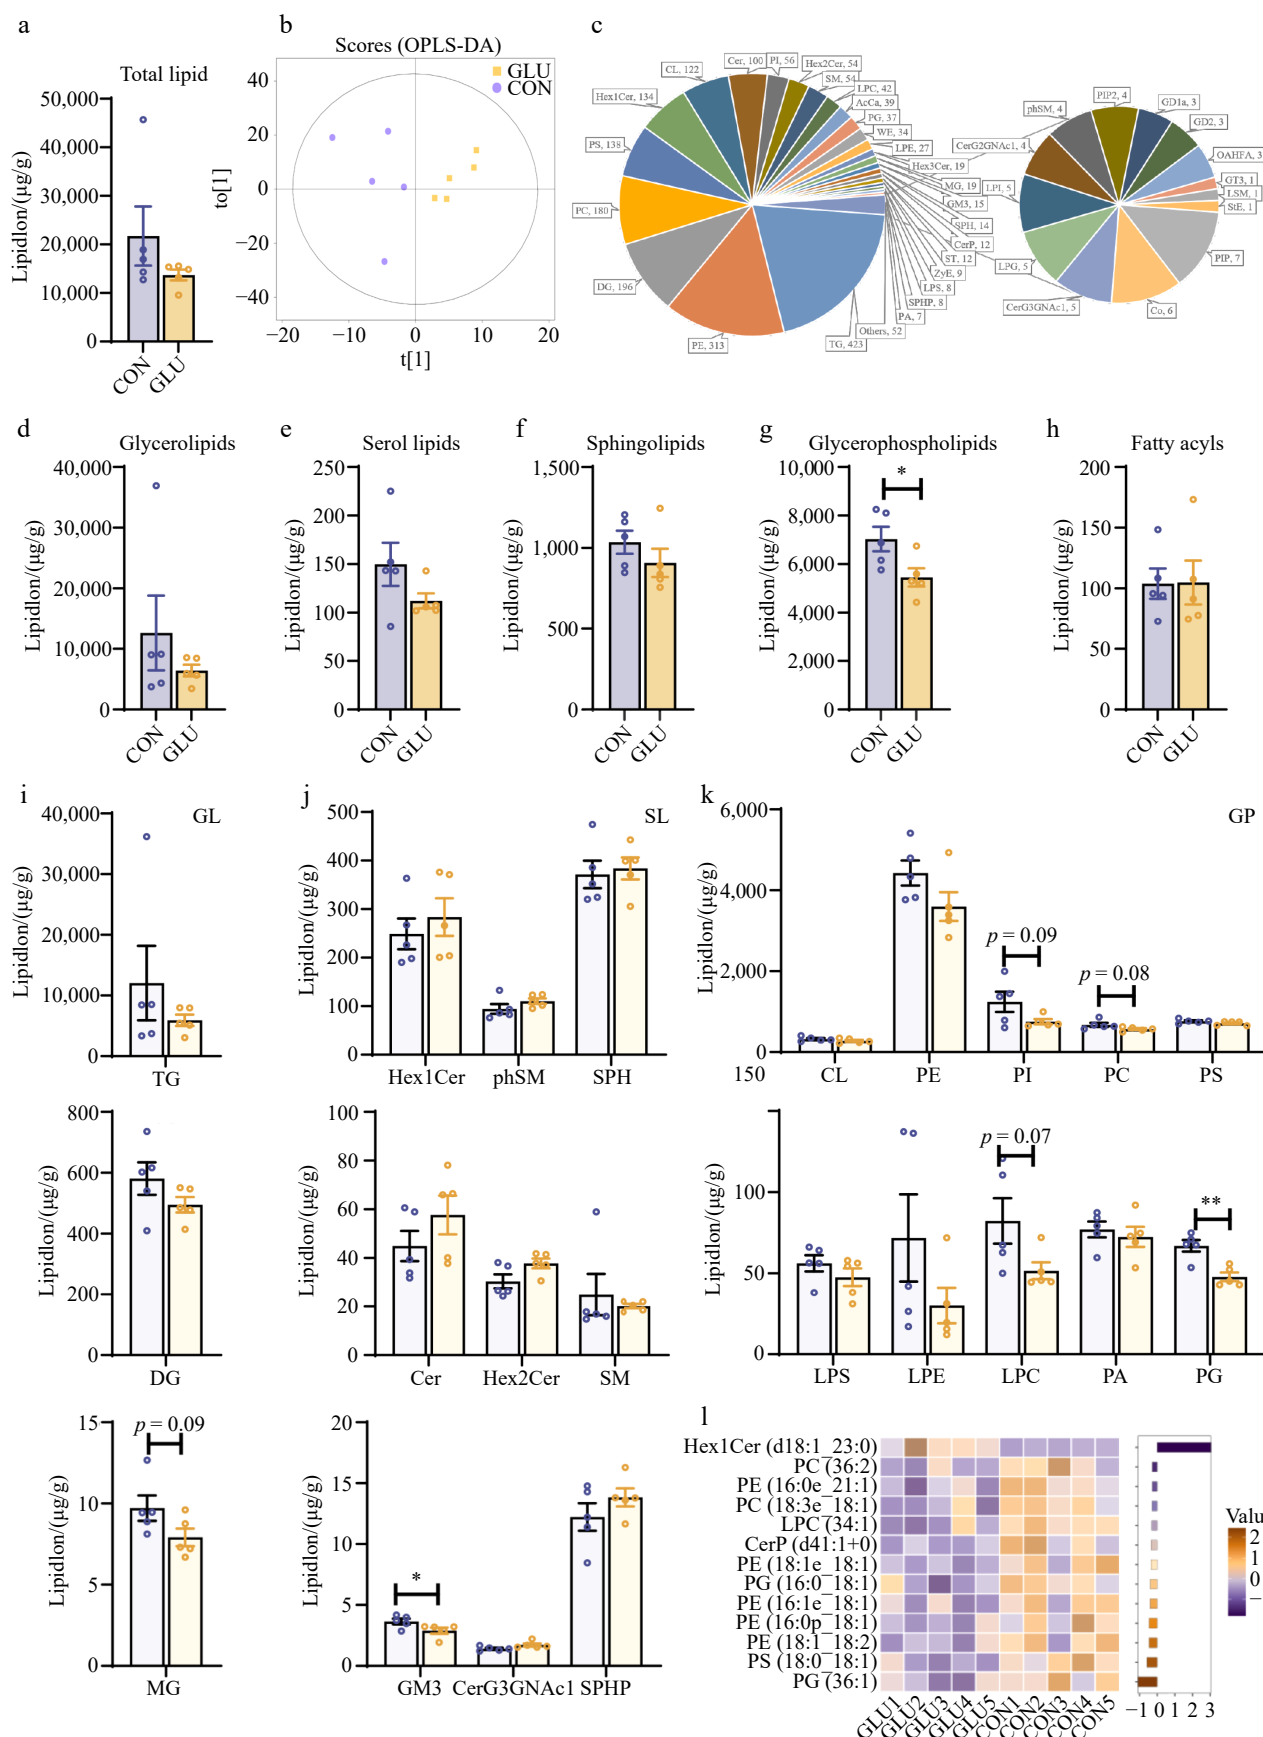 a
Total lipid
Lipidlon/(µg/g)
50,000
40,000
30,000
20,000
10,000
0
CON
GLU
b
Scores (OPLS-DA)
GLU
CON
to[1]
40
20
0
−20
−40
−20
−10
0
10
20
t[1]
c
Cer, 100
PI, 56
Hex2Cer, 54
SM, 54
LPC, 42
AcCa, 39
PG, 37
WE, 34
LPE, 27
Hex3Cer, 19
MG, 19
GM3, 15
SPH, 14
CerP, 12
ST, 12
ZyE, 9
LPS, 8
SPHP, 8
PA, 7
Others, 52
TG, 423
PE, 313
DG, 196
PC, 180
PS, 138
Hex1Cer, 134
CL, 122
PIP2, 4
GD1a, 3
GD2, 3
OAHFA, 3
GT3, 1
LSM, 1
StE, 1
PIP, 7
Co, 6
CerG3GNAc1, 5
LPG, 5
LPI, 5
CerG2GNAc1, 4
phSM, 4
d
Glycerolipids
Lipidlon/(µg/g)
40,000
30,000
20,000
10,000
0
CON
GLU
e
Serol lipids
Lipidlon/(µg/g)
250
200
150
100
50
0
CON
GLU
f
Sphingolipids
Lipidlon/(µg/g)
1,500
1,000
500
0
CON
GLU
g
Glycerophospholipids
Lipidlon/(µg/g)
10,000
8,000
6,000
4,000
2,000
0
*
CON
GLU
h
Fatty acyls
Lipidlon/(µg/g)
200
150
100
50
0
CON
GLU
i
GL
Lipidlon/(µg/g)
40,000
30,000
20,000
10,000
0
TG
Lipidlon/(µg/g)
800
600
400
200
0
DG
Lipidlon/(µg/g)
15
10
5
0
p = 0.09
MG
j
SL
Lipidlon/(µg/g)
500
400
300
200
100
0
Hex1Cer phSM SPH
Lipidlon/(µg/g)
100
80
60
40
20
0
Cer Hex2Cer SM
Lipidlon/(µg/g)
20
15
10
5
0
*
GM3 CerG3GNAc1 SPHP
k
GP
Lipidlon/(µg/g)
6,000
4,000
2,000
0
p = 0.09
p = 0.08
CL PE PI PC PS
Lipidlon/(µg/g)
150
100
50
0
p = 0.07
**
LPS LPE LPC PA PG
l
Hex1Cer (d18:1_23:0)
PC (36:2)
PE (16:0e_21:1)
PC (18:3e_18:1)
LPC (34:1)
CerP (d41:1+0)
PE (18:1e_18:1)
PG (16:0_18:1)
PE (16:1e_18:1)
PE (16:0p_18:1)
PE (18:1_18:2)
PS (18:0_18:1)
PG (36:1)
GLU1
GLU2
GLU3
GLU4
GLU5
CON1
CON2
CON3
CON4
CON5
−1 0 1 2 3
Valu
2
1
0
−